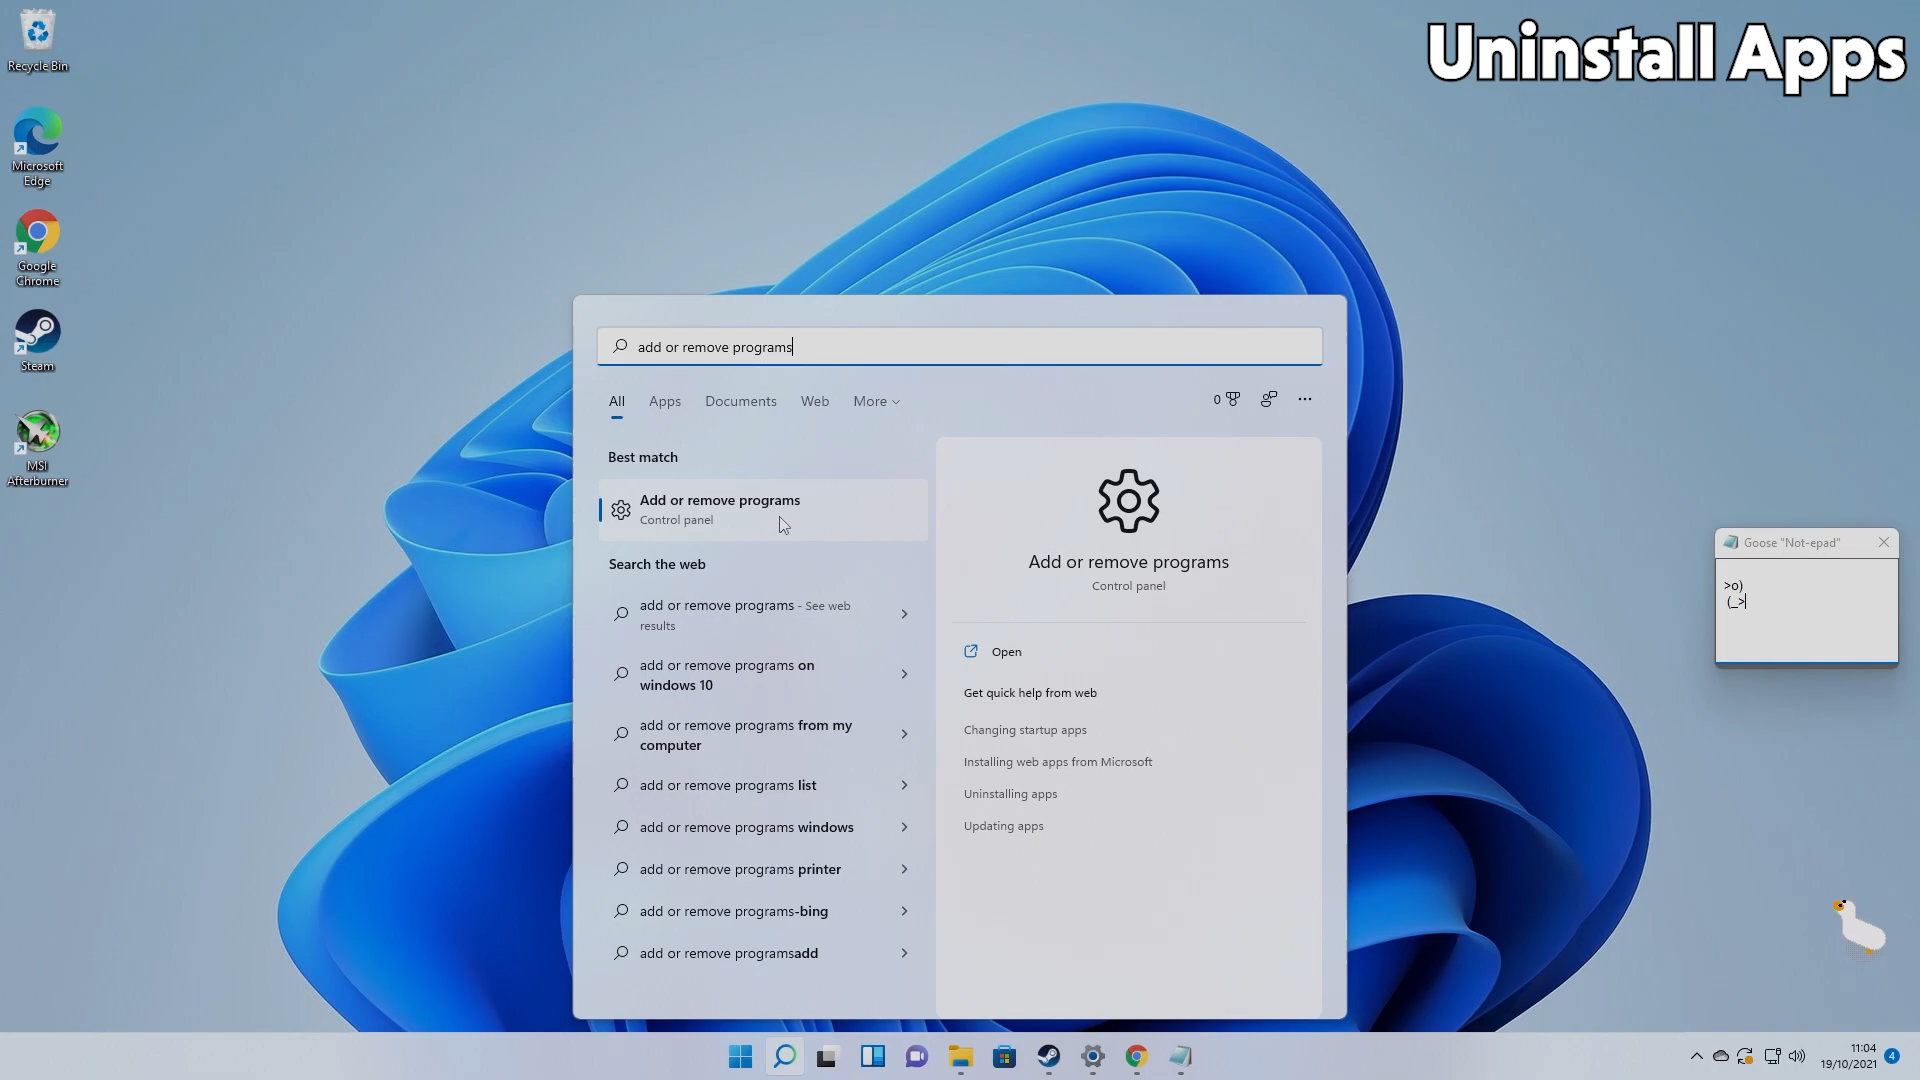 Uninstall Apps
Recycle Bin
Microsoft
Edge
Google
Chrome
Steam
MSI
Afterburner
add or remove programs
All
Apps
Documents
Web
More
0
Best match
Add or remove programs
Control panel
Search the web
add or remove programs - See web
results
add or remove programs on
windows 10
add or remove programs from my
computer
add or remove programs list
add or remove programs windows
add or remove programs printer
add or remove programs-bing
add or remove programsadd
Add or remove programs
Control panel
Open
Get quick help from web
Changing startup apps
Installing web apps from Microsoft
Uninstalling apps
Updating apps
Goose "Not-epad"
>o)
(_>
11:04
19/10/2021
4